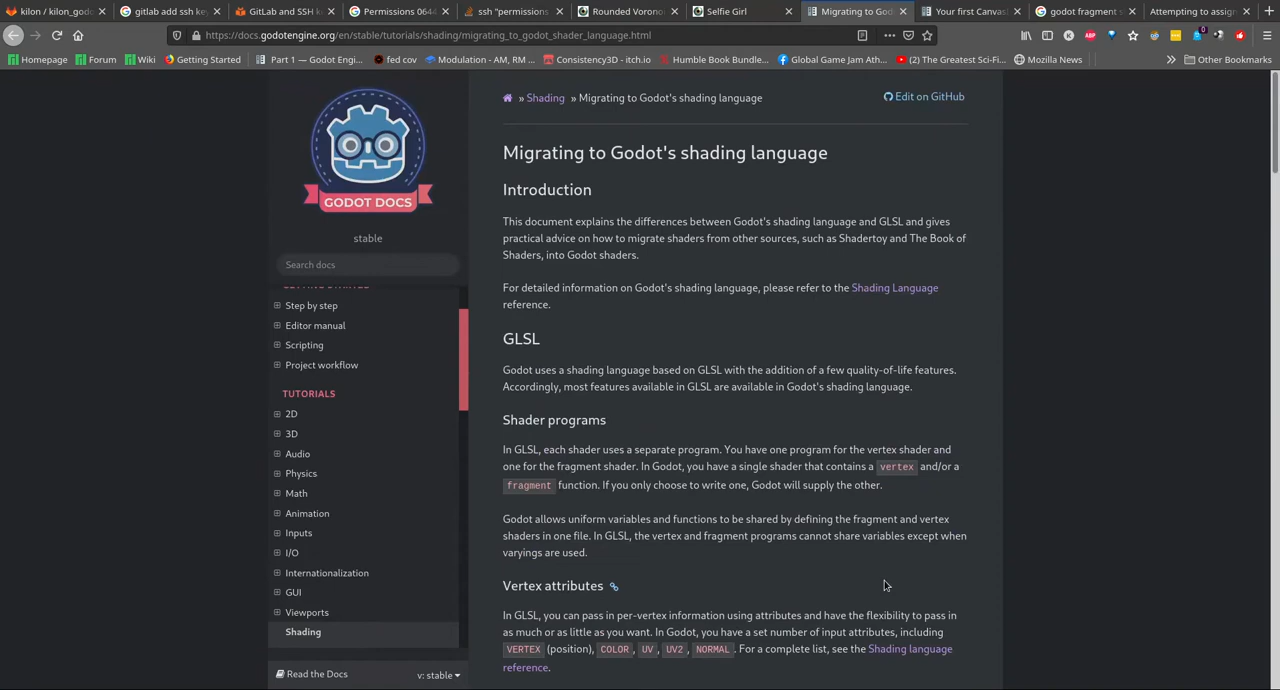 kilon / kilon_godo
gitlab add ssh key
GitLab and SSH k
Permissions 0644
ssh "permissions
Rounded Vorono
Selfie Girl
Migrating to Godo
Your first Canvas
godot fragment s
Attempting to assig
https://docs.godotengine.org/en/stable/tutorials/shading/migrating_to_godot_shader_language.html
Homepage
Forum
Wiki
Getting Started
Part 1 — Godot Engi...
fed cov
Modulation - AM, RM ...
Consistency3D - itch.io
Humble Book Bundle...
Global Game Jam Ath...
(2) The Greatest Sci-Fi...
Mozilla News
Other Bookmarks
GODOT DOCS
stable
Search docs
Step by step
Editor manual
Scripting
Project workflow
TUTORIALS
2D
3D
Audio
Physics
Math
Animation
Inputs
I/O
Internationalization
GUI
Viewports
Shading
Read the Docs
v: stable
» Shading » Migrating to Godot's shading language
Edit on GitHub
Migrating to Godot's shading language
Introduction
This document explains the differences between Godot's shading language and GLSL and gives
practical advice on how to migrate shaders from other sources, such as Shadertoy and The Book of
Shaders, into Godot shaders.
For detailed information on Godot's shading language, please refer to the Shading Language
reference.
GLSL
Godot uses a shading language based on GLSL with the addition of a few quality-of-life features.
Accordingly, most features available in GLSL are available in Godot's shading language.
Shader programs
In GLSL, each shader uses a separate program. You have one program for the vertex shader and
one for the fragment shader. In Godot, you have a single shader that contains a vertex and/or a
fragment function. If you only choose to write one, Godot will supply the other.
Godot allows uniform variables and functions to be shared by defining the fragment and vertex
shaders in one file. In GLSL, the vertex and fragment programs cannot share variables except when
varyings are used.
Vertex attributes
In GLSL, you can pass in per-vertex information using attributes and have the flexibility to pass in
as much or as little as you want. In Godot, you have a set number of input attributes, including
VERTEX (position), COLOR, UV, UV2, NORMAL. For a complete list, see the Shading language
reference.